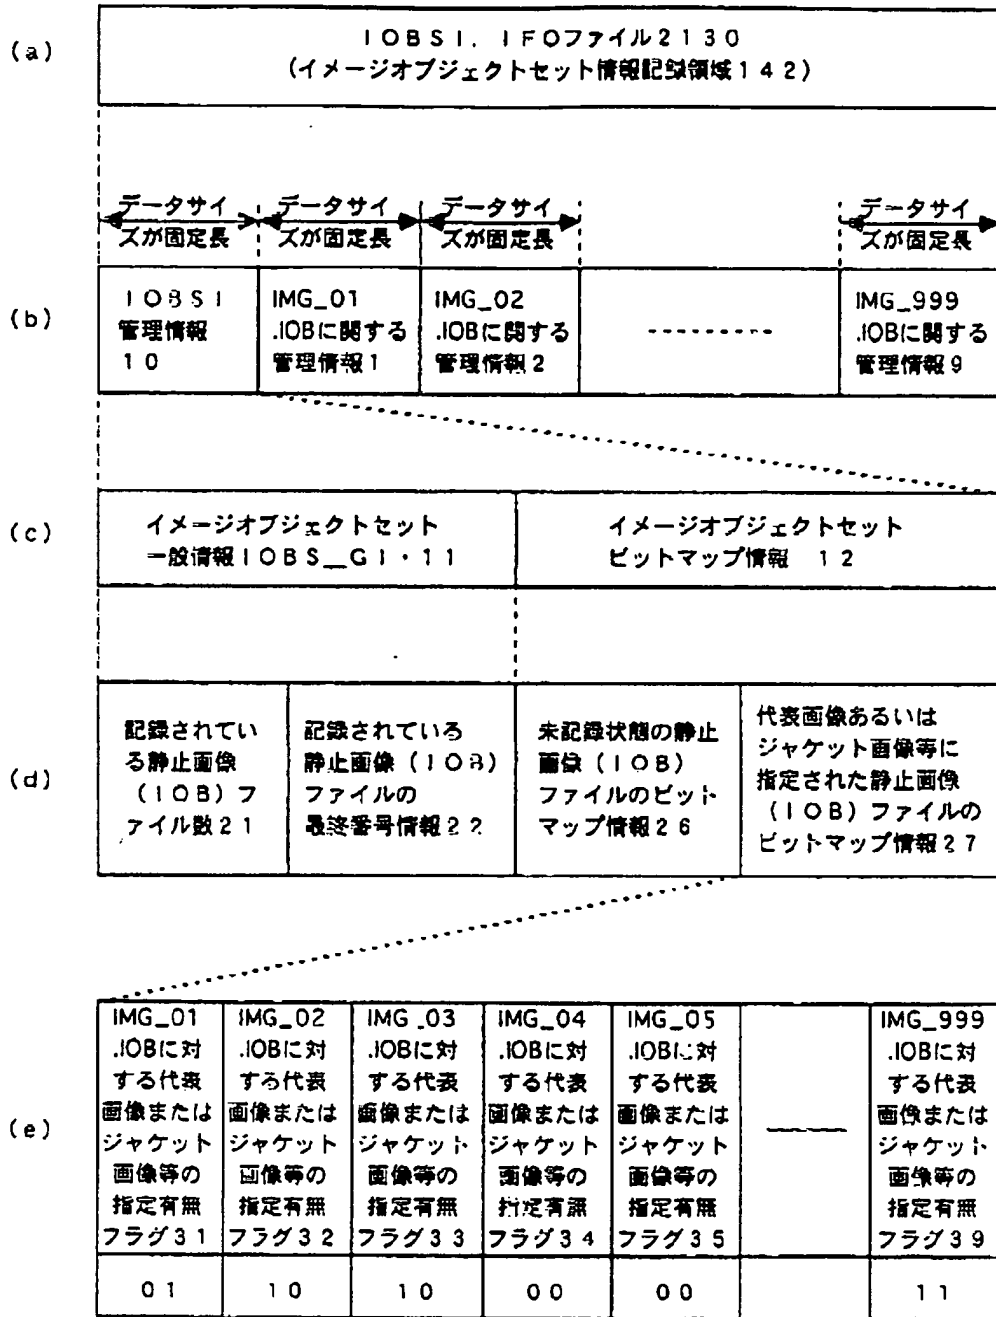 (a)
IOBSI. IFOファイル2130
(イメージオブジェクトセット情報記録領域142)
データサイ
ズが固定長
データサイ
ズが固定長
データサイ
ズが固定長
データサイ
ズが固定長
(b)
IOBSI
管理情報
10
IMG_01
.IOBに関する
管理情報1
IMG_02
.IOBに関する
管理情報2
IMG_999
.IOBに関する
管理情報9
(c)
イメージオブジェクトセット
一般情報IOBS_GI・11
イメージオブジェクトセット
ビットマップ情報 12
(d)
記録されてい
る静止画像
(IOB)フ
ァイル数21
記録されている
静止画像(IOB)
ファイルの
最終番号情報22
未記録状態の静止
画像(IOB)
ファイルのビット
マップ情報26
代表画像あるいは
ジャケット画像等に
指定された静止画像
(IOB)ファイルの
ビットマップ情報27
(e)
IMG_01
.IOBに対
する代表
画像または
ジャケット
画像等の
指定有無
フラグ31
01
IMG_02
.IOBに対
する代表
画像または
ジャケット
画像等の
指定有無
フラグ32
10
IMG_03
.IOBに対
する代表
画像または
ジャケット
画像等の
指定有無
フラグ33
10
IMG_04
.IOBに対
する代表
画像または
ジャケット
画像等の
指定有無
フラグ34
00
IMG_05
.IOBに対
する代表
画像または
ジャケット
画像等の
指定有無
フラグ35
00
IMG_999
.IOBに対
する代表
画像または
ジャケット
画像等の
指定有無
フラグ39
11